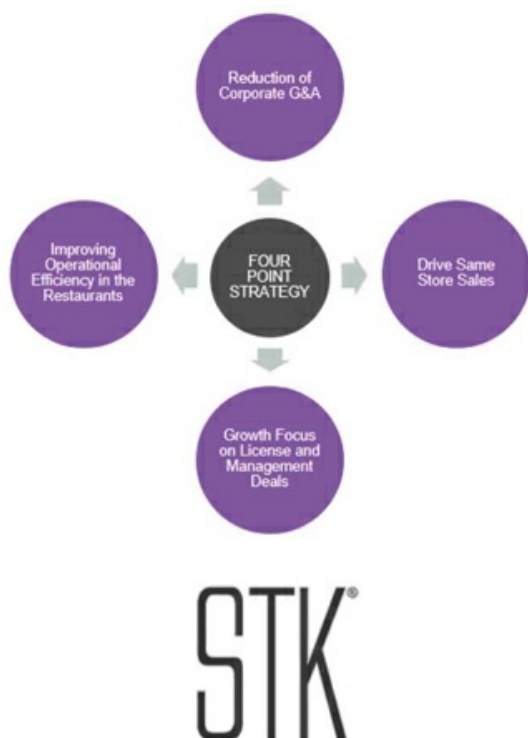 Reduction of
Corporate G&A
Improving
Operational
Efficiency in the
Restaurants
FOUR
POINT
STRATEGY
Drive Same
Store Sales
Growth Focus
on License and
Management
Deals
STK®